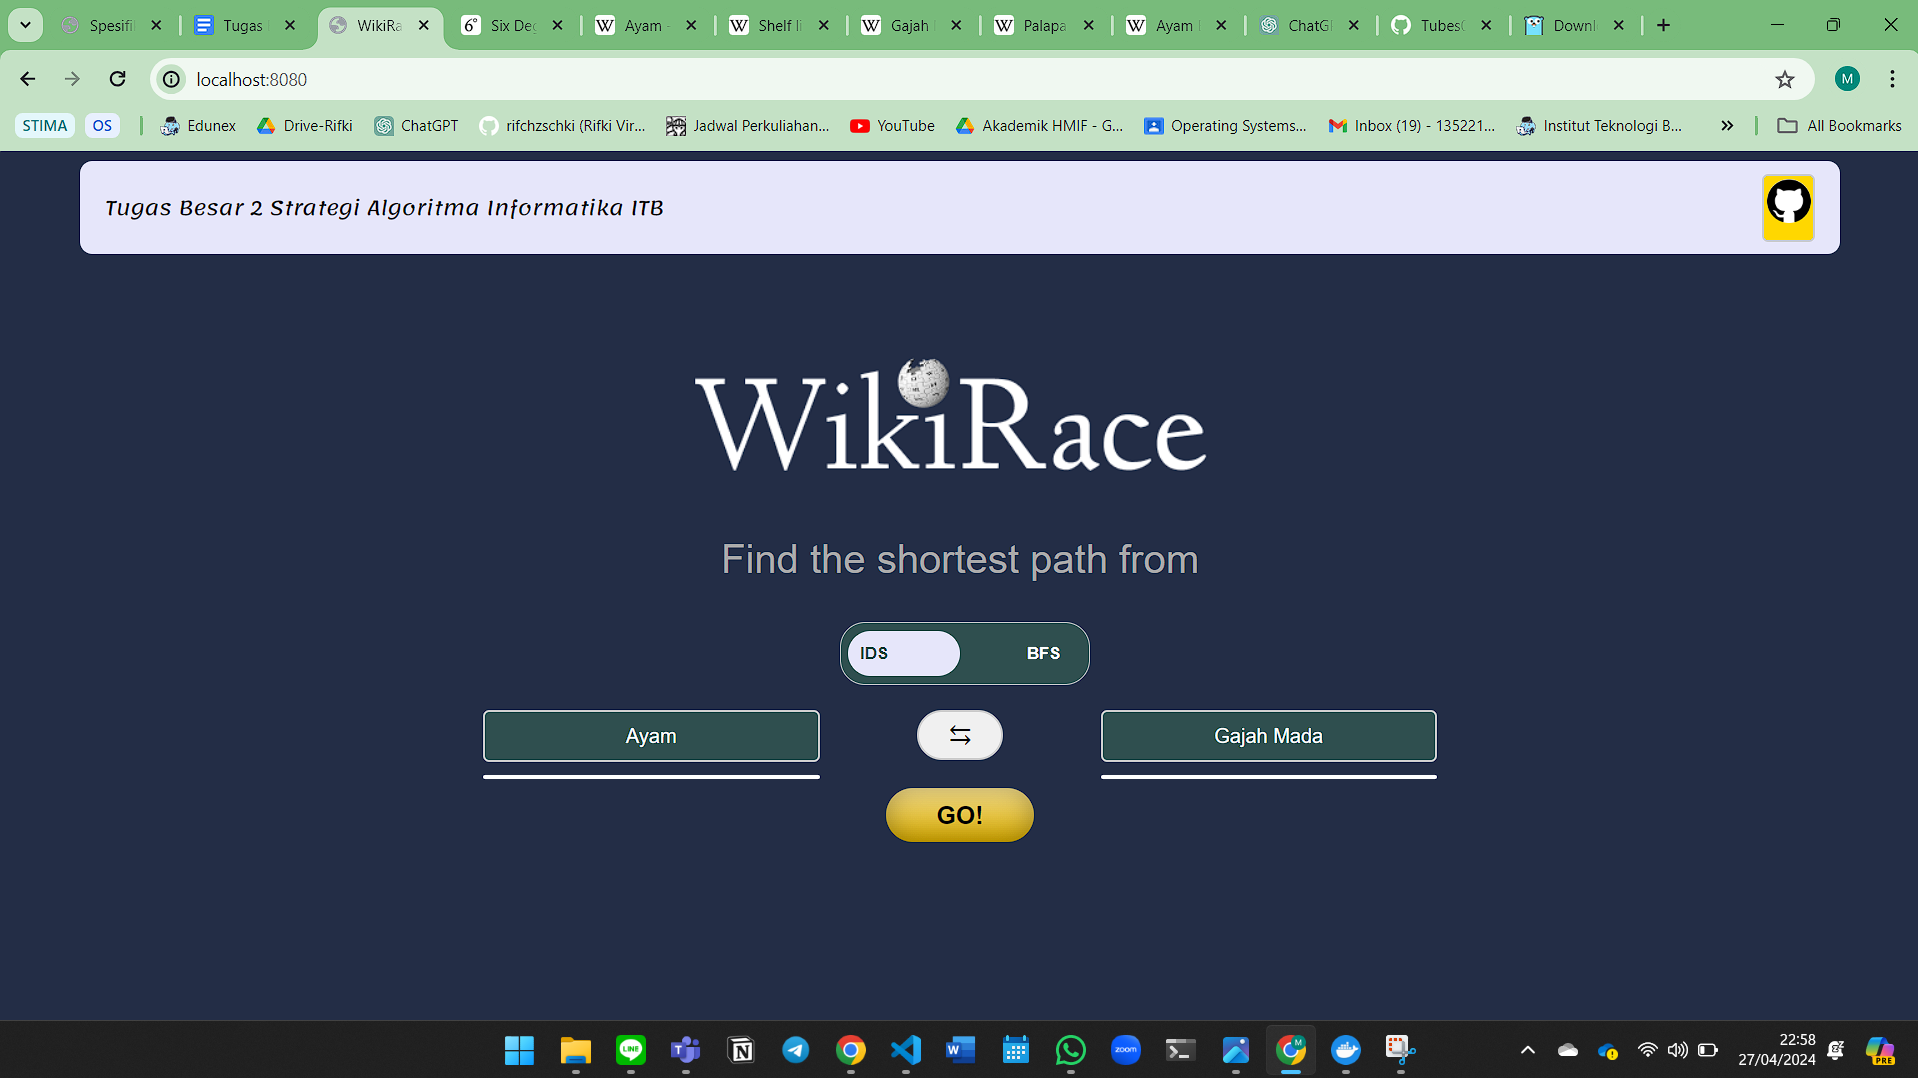 Spesifi
Tugas
WikiRa
Six De
Ayam -
Shelf li
Gajah
Palapa
Ayam
ChatG
Tubes
Downl
localhost:8080
M
STIMA
OS
Edunex
Drive-Rifki
ChatGPT
rifchzschki (Rifki Vir...
Jadwal Perkuliahan...
YouTube
Akademik HMIF - G...
Operating Systems...
Inbox (19) - 135221...
Institut Teknologi B...
All Bookmarks
Tugas Besar 2 Strategi Algoritma Informatika ITB
WikiRace
Find the shortest path from
IDS
BFS
Ayam
Gajah Mada
GO!
22:58
27/04/2024